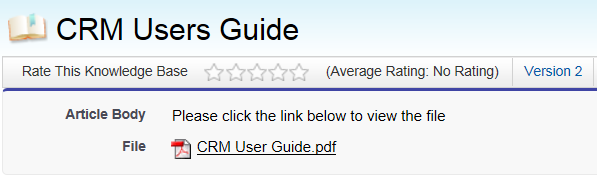 CRM Users Guide
Rate This Knowledge Base (Average Rating: No Rating) Version 2
Article Body Please click the link below to view the file
File CRM User Guide.pdf